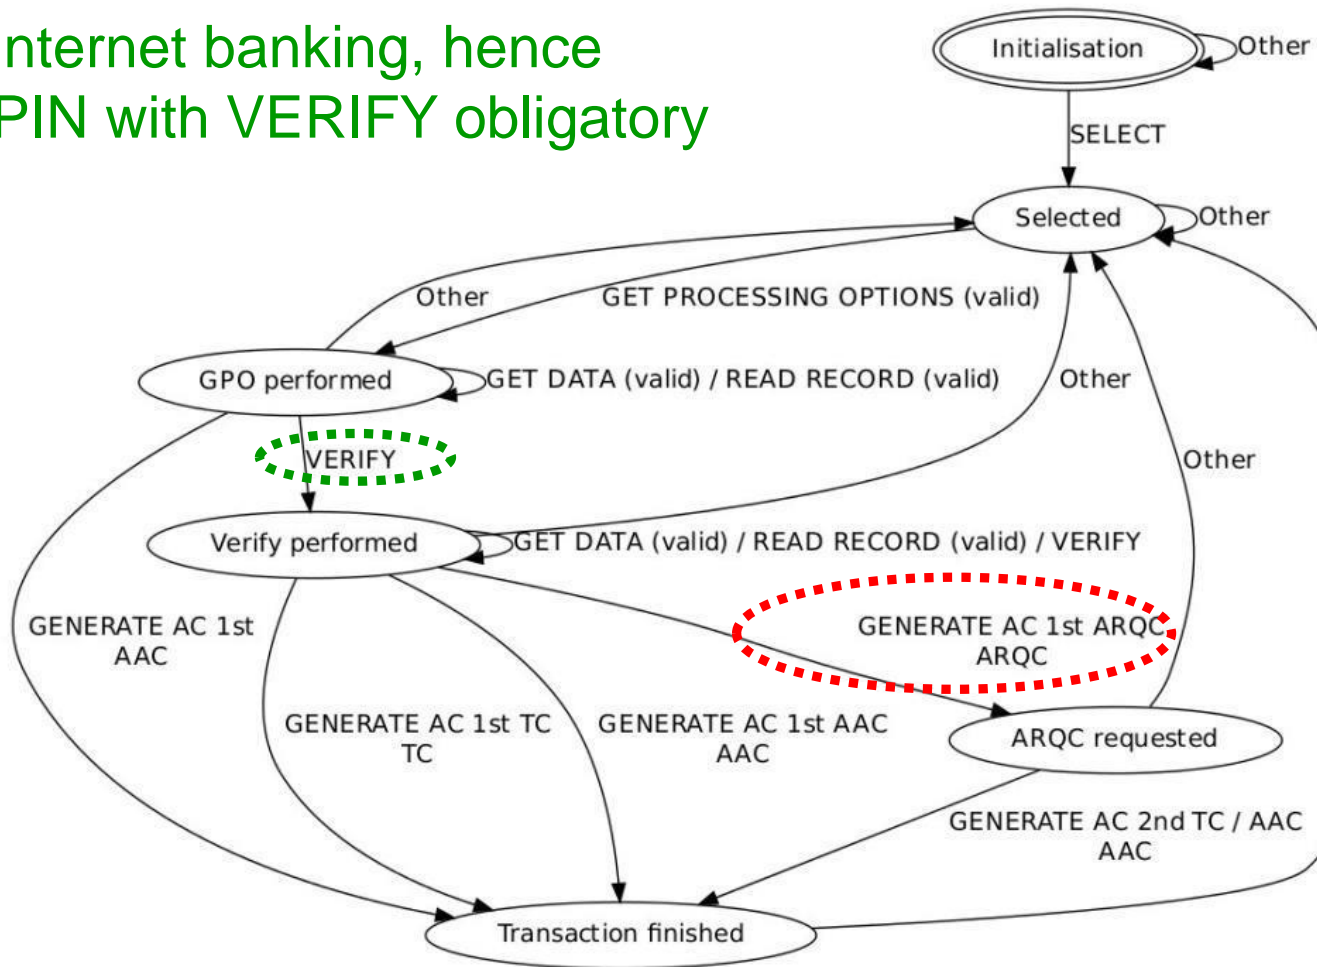 nternet banking, hence
PIN with VERIFY obligatory
Initialisation
Other
SELECT
Selected
Other
Other
GET PROCESSING OPTIONS (valid)
GPO performed
GET DATA (valid) / READ RECORD (valid)
Other
VERIFY
Other
Verify performed
GET DATA (valid) / READ RECORD (valid) / VERIFY
GENERATE AC 1st
AAC
GENERATE AC 1st ARQC
ARQC
GENERATE AC 1st TC
TC
GENERATE AC 1st AAC
AAC
ARQC requested
GENERATE AC 2nd TC / AAC
AAC
Transaction finished